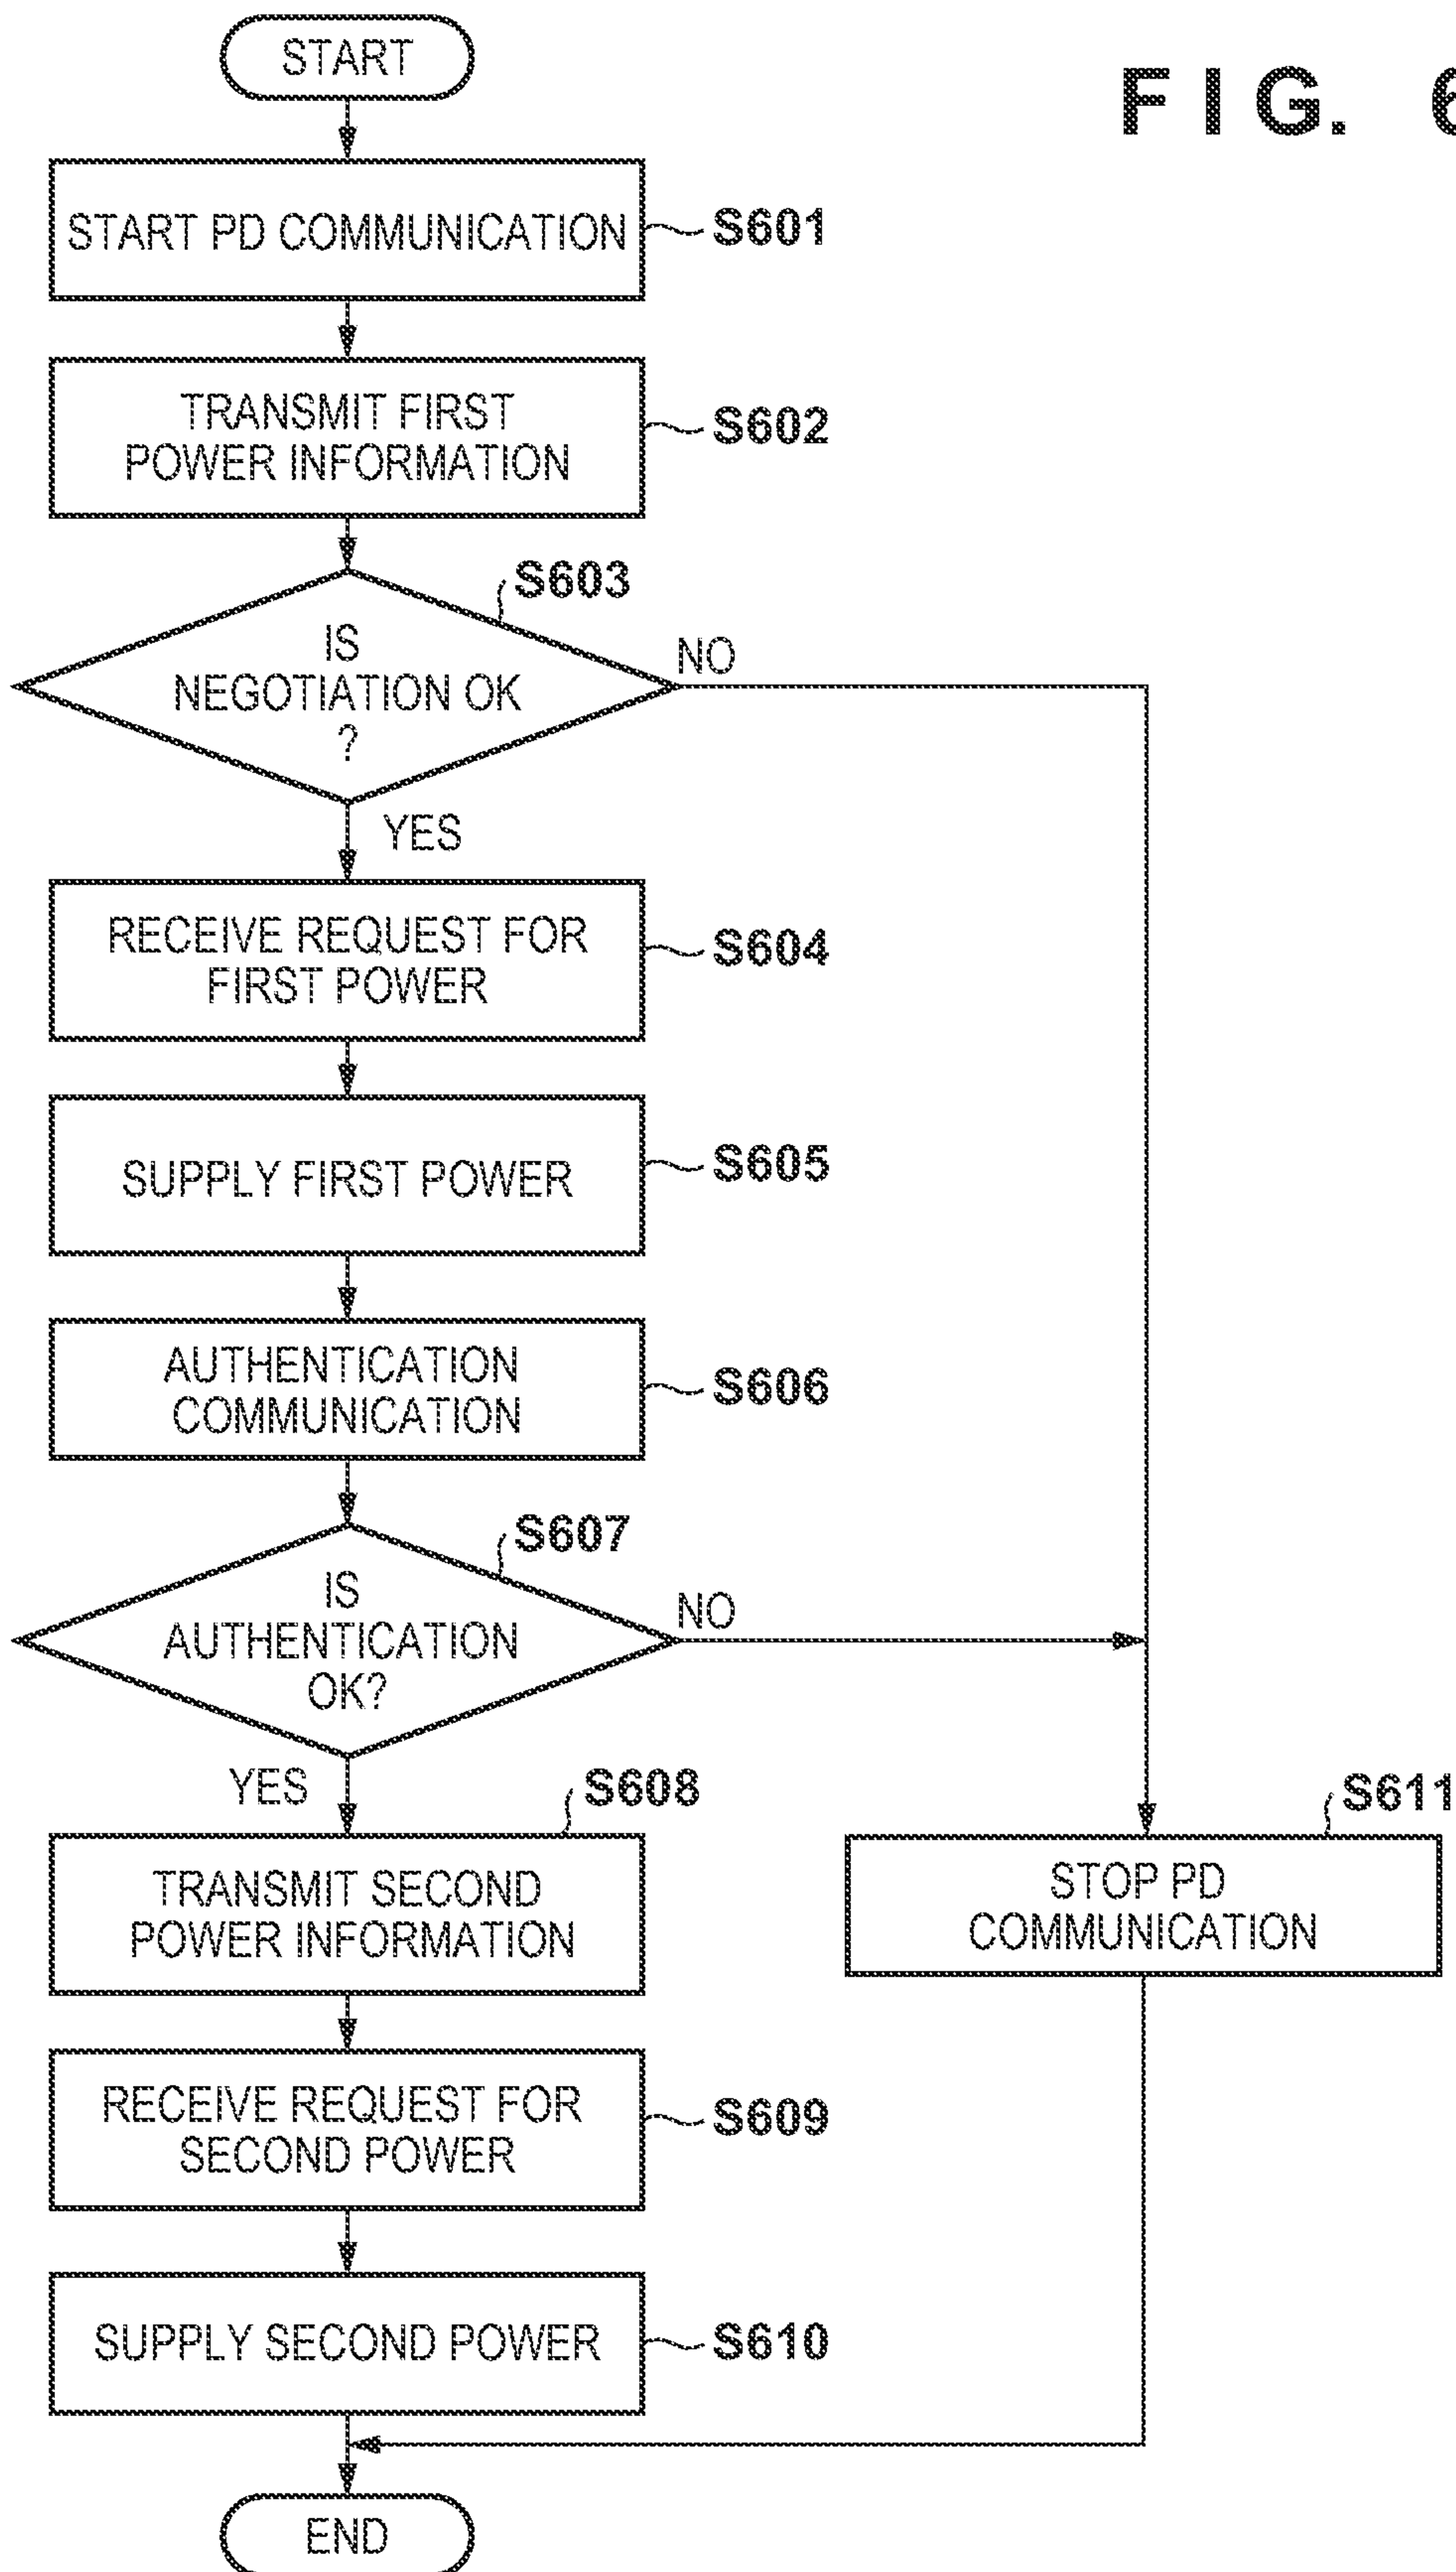 START
FIG. 6
START PD COMMUNICATION
S601
TRANSMIT FIRST
POWER INFORMATION
S602
S603
IS
NEGOTIATION OK
?
NO
YES
RECEIVE REQUEST FOR
FIRST POWER
S604
SUPPLY FIRST POWER
S605
AUTHENTICATION
COMMUNICATION
S606
S607
IS
AUTHENTICATION
OK?
NO
YES
S608
TRANSMIT SECOND
POWER INFORMATION
S611
STOP PD
COMMUNICATION
RECEIVE REQUEST FOR
SECOND POWER
S609
SUPPLY SECOND POWER
S610
END